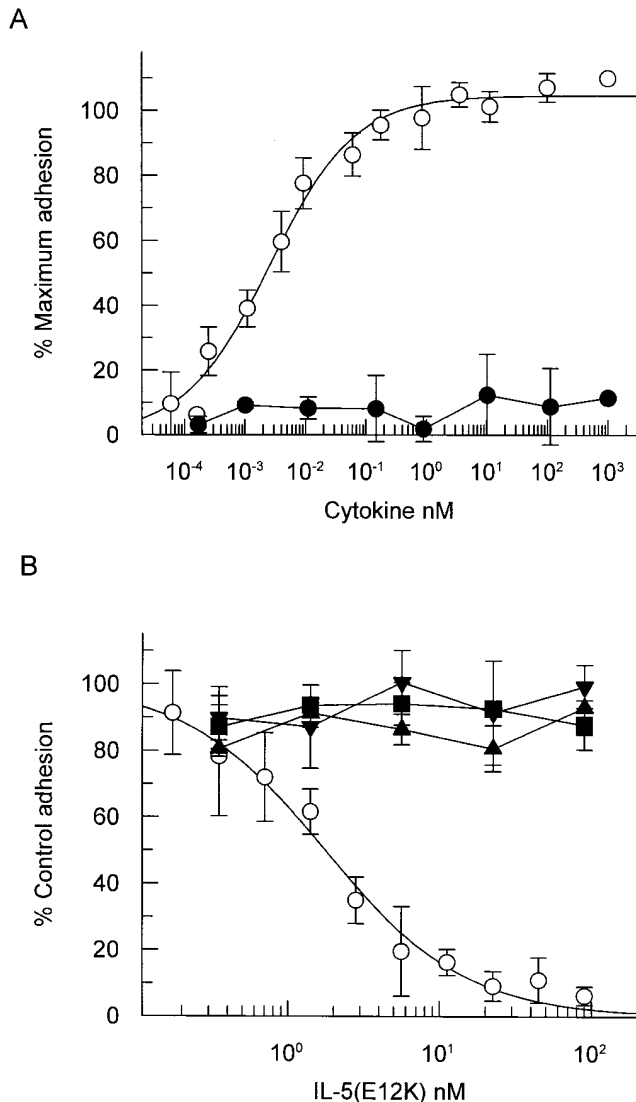 A
% Maximum adhesion
100
80
60
40
20
0
10⁻⁴ 10⁻³ 10⁻² 10⁻¹ 10⁰ 10¹ 10² 10³
Cytokine nM
B
% Control adhesion
100
80
60
40
20
0
10⁰ 10¹ 10²
IL-5(E12K) nM